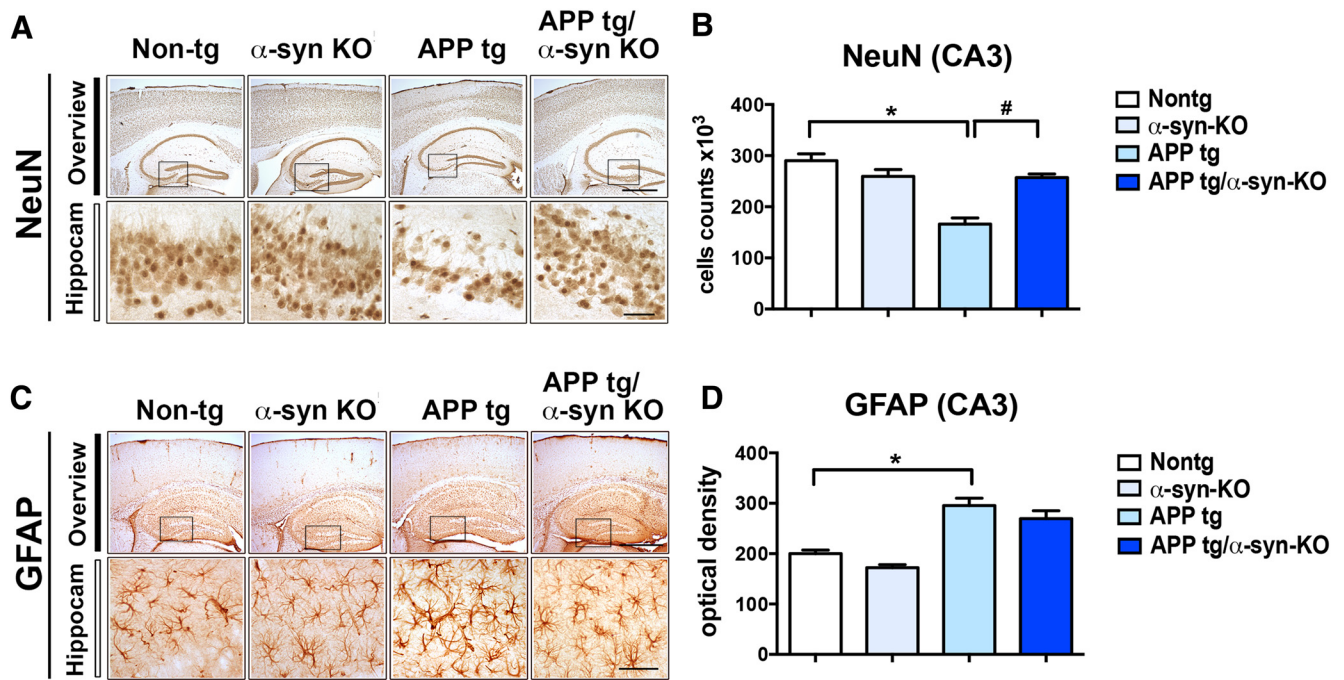 A
Non-tg
α-syn KO
APP tg
APP tg/
α-syn KO
NeuN
Overview
Hippocam
B
NeuN (CA3)
cells counts x10³
400
300
200
100
0
*
#
Nontg
α-syn-KO
APP tg
APP tg/α-syn-KO
C
Non-tg
α-syn KO
APP tg
APP tg/
α-syn KO
GFAP
Overview
Hippocam
D
GFAP (CA3)
optical density
400
300
200
100
0
*
Nontg
α-syn-KO
APP tg
APP tg/α-syn-KO